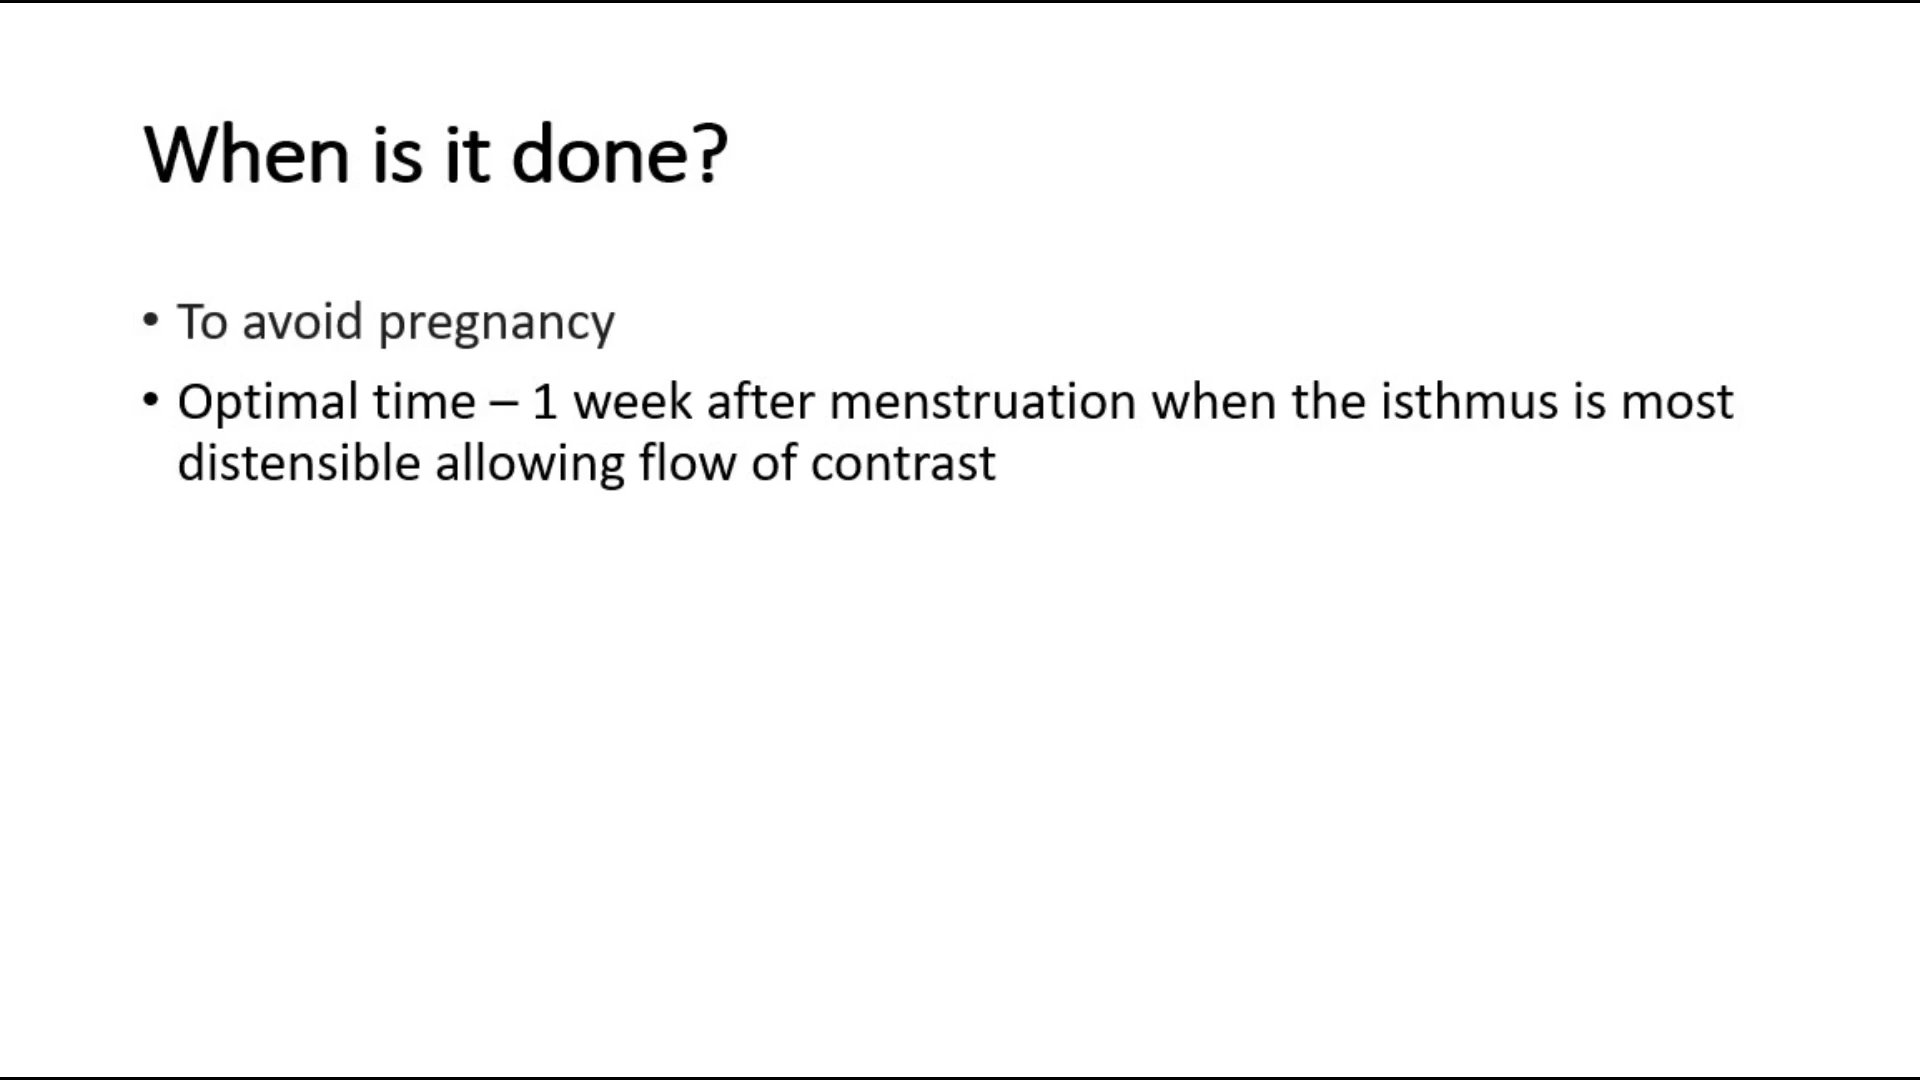 When is it done?
• To avoid pregnancy
• Optimal time – 1 week after menstruation when the isthmus is most
distensible allowing flow of contrast